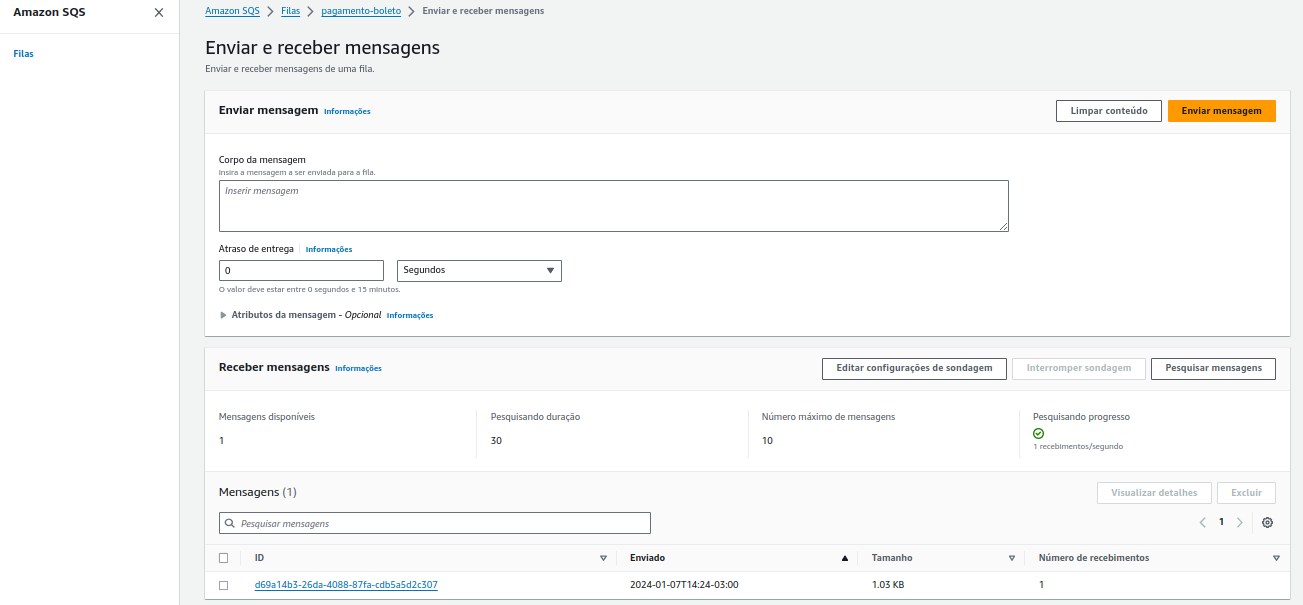 Amazon SQS
Filas
Amazon SQS > Filas > pagamento-boleto > Enviar e receber mensagens
Enviar e receber mensagens
Enviar e receber mensagens de uma fila.
Enviar mensagem Informações
Limpar conteúdo Enviar mensagem
Corpo da mensagem
Insira a mensagem a ser enviada para a fila.
Inserir mensagem
Atraso de entrega Informações
0 Segundos
O valor deve estar entre 0 segundos e 15 minutos.
Atributos da mensagem - Opcional Informações
Receber mensagens Informações
Editar configurações de sondagem Interromper sondagem Pesquisar mensagens
Mensagens disponíveis Pesquisando duração Número máximo de mensagens Pesquisando progresso
1 30 10
1 recebimentos/segundo
Mensagens (1)
Visualizar detalhes Excluir
Pesquisar mensagens
1
ID Enviado Tamanho Número de recebimentos
d69a14b3-26da-4088-87fa-cdb5a5d2c307 2024-01-07T14:24-03:00 1.03 KB 1